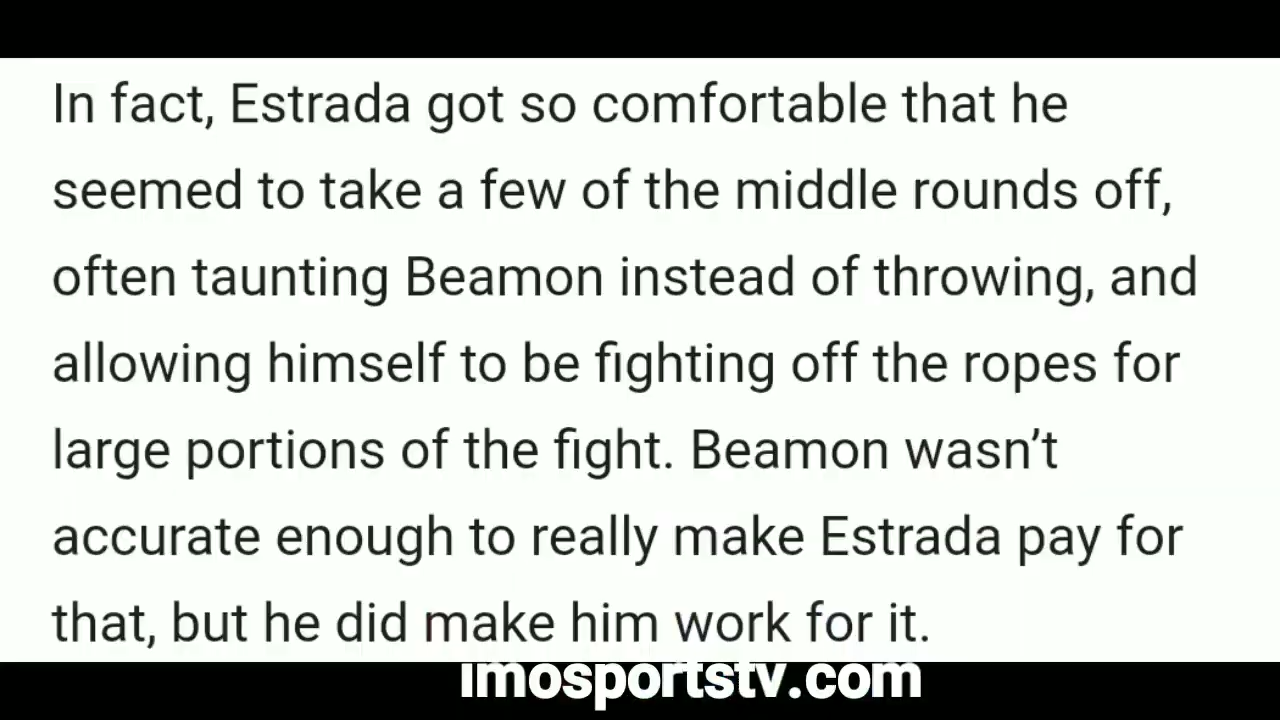 In fact, Estrada got so comfortable that he
seemed to take a few of the middle rounds off,
often taunting Beamon instead of throwing, and
allowing himself to be fighting off the ropes for
large portions of the fight. Beamon wasn’t
accurate enough to really make Estrada pay for
that, but he did make him work for it.
imosportstv.com